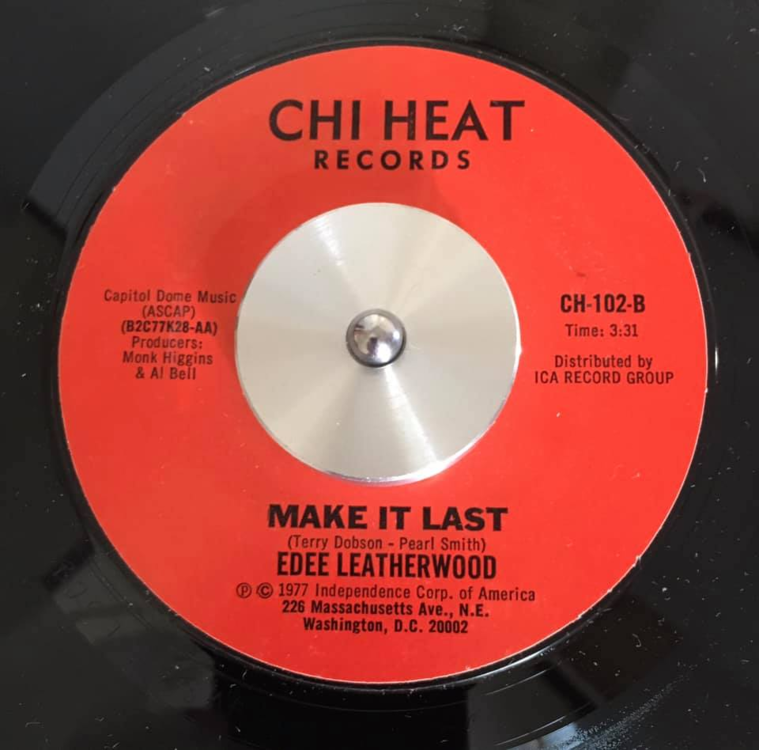 CHI HEAT
RECORDS
Capitol Dome Music
(ASCAP)
(B2C77K28-AA)
Producers:
Monk Higgins
& Al Bell
CH-102-B
Time: 3:31
Distributed by
ICA RECORD GROUP
MAKE IT LAST
(Terry Dobson - Pearl Smith)
EDEE LEATHERWOOD
℗ © 1977 Independence Corp. of America
226 Massachusetts Ave., N.E.
Washington, D.C. 20002